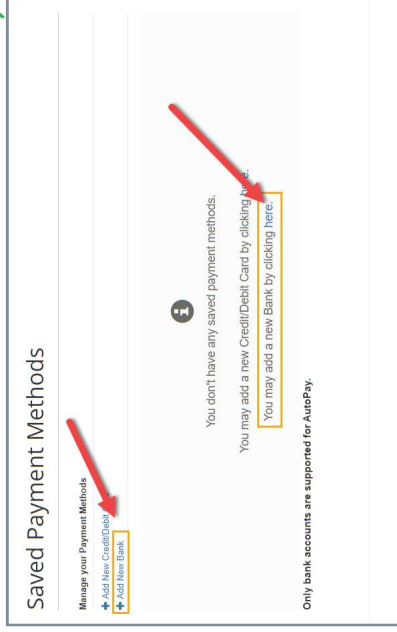 Saved Payment Methods
Manage your Payment Methods
+ Add New Credit/Debit
+ Add New Bank
You don't have any saved payment methods.
You may add a new Credit/Debit Card by clicking here.
You may add a new Bank by clicking here.
Only bank accounts are supported for AutoPay.